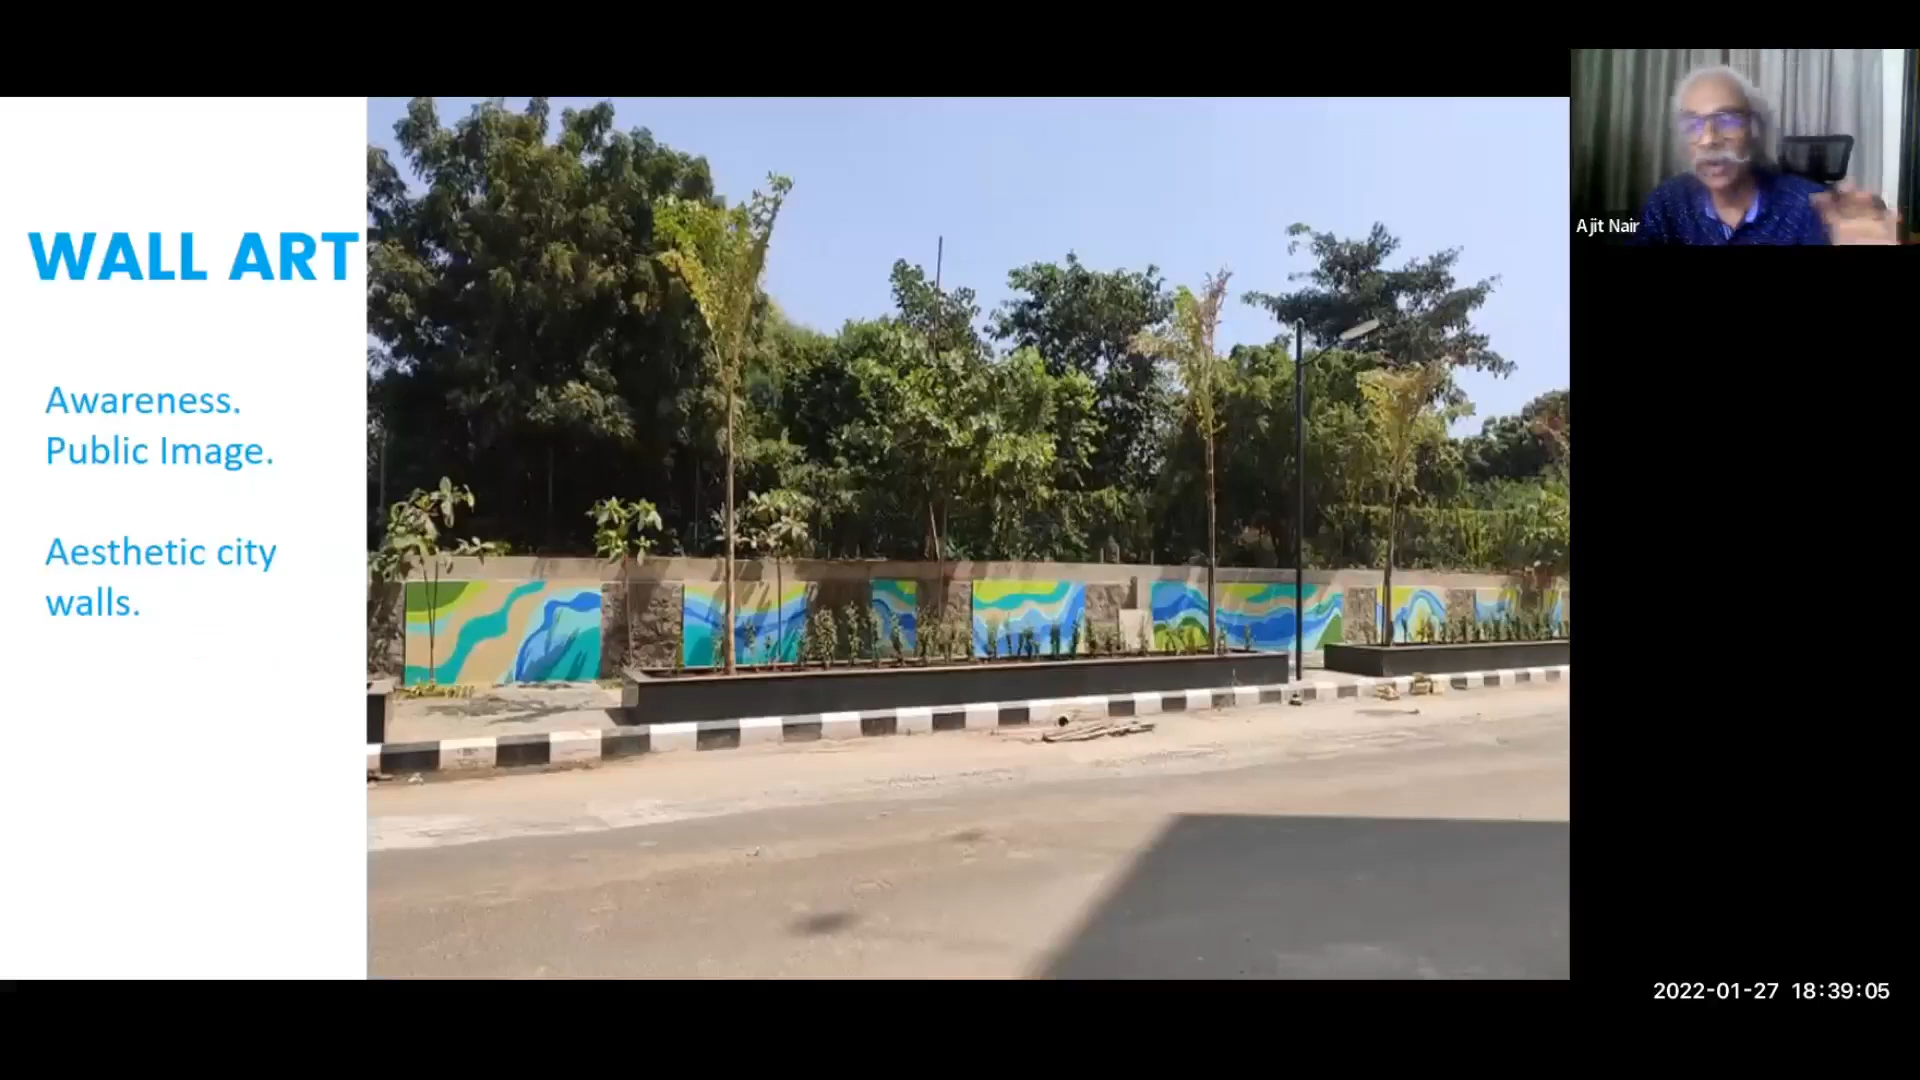 WALL ART
Awareness.
Public Image.
Aesthetic city
walls.
Ajit Nair
2022-01-27 18:39:05